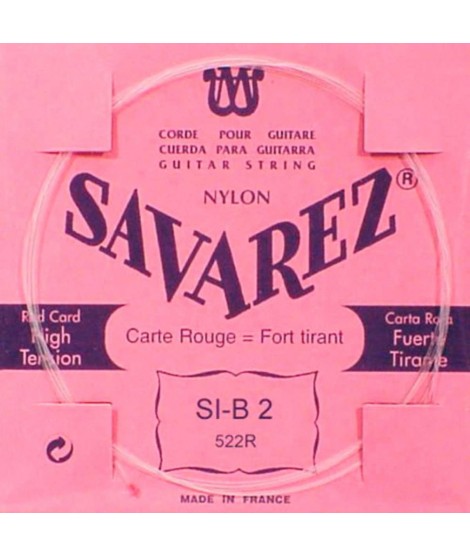 CORDE POUR GUITARE
CUERDA PARA GUITARRA
GUITAR STRING
NYLON
SAVAREZ®
Red Card
High
Tension
Carte Rouge = Fort tirant
Carta Roja
Fuerte
Tirame
SI-B 2
522R
MADE IN FRANCE